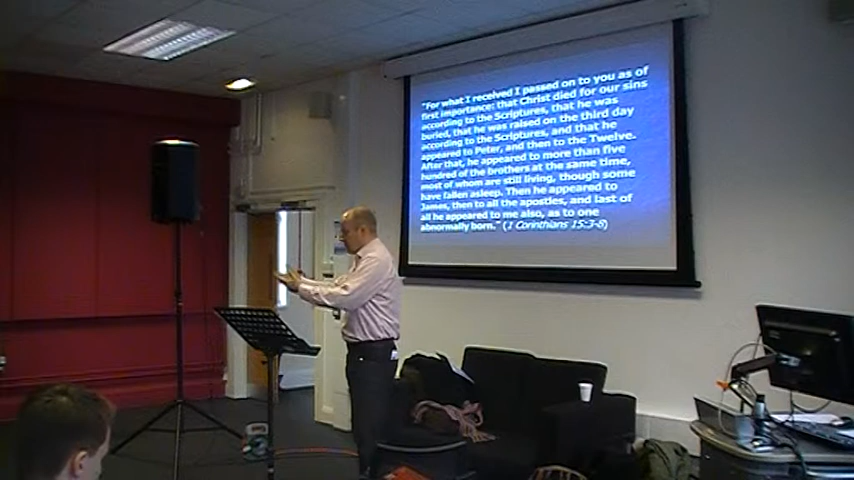 "For what I received I passed on to you as of
first importance: that Christ died for our sins
according to the Scriptures, that he was
buried, that he was raised on the third day
according to the Scriptures, and that he
appeared to Peter, and then to the Twelve.
After that, he appeared to more than five
hundred of the brothers at the same time,
most of whom are still living, though some
have fallen asleep. Then he appeared to
James, then to all the apostles, and last of
all he appeared to me also, as to one
abnormally born." (1 Corinthians 15:3-8)